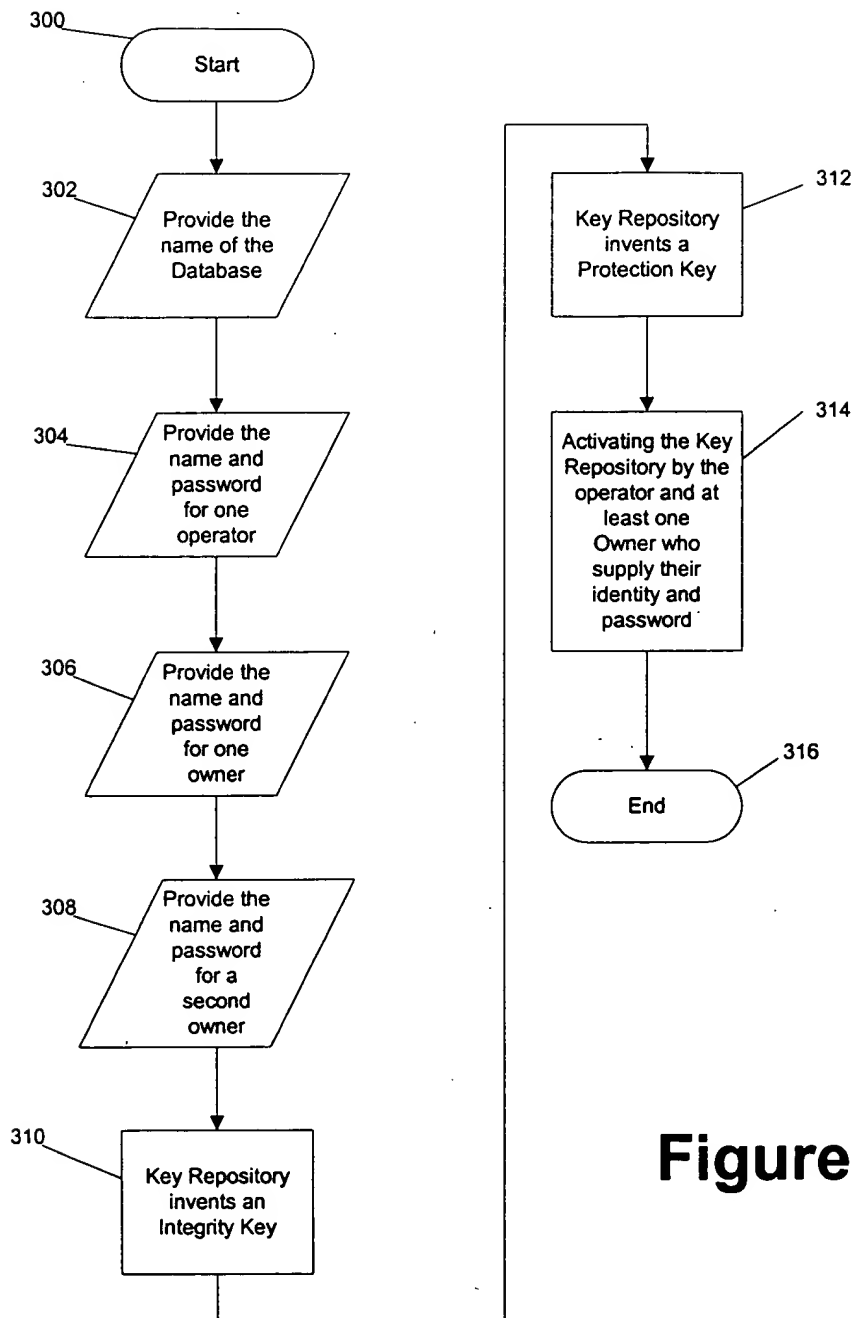 300
Start
302
Provide the
name of the
Database
304
Provide the
name and
password
for one
operator
306
Provide the
name and
password
for one
owner
308
Provide the
name and
password
for a
second
owner
310
Key Repository
invents an
Integrity Key
312
Key Repository
invents a
Protection Key
314
Activating the Key
Repository by the
operator and at
least one
Owner who
supply their
identity and
password
316
End
Figure